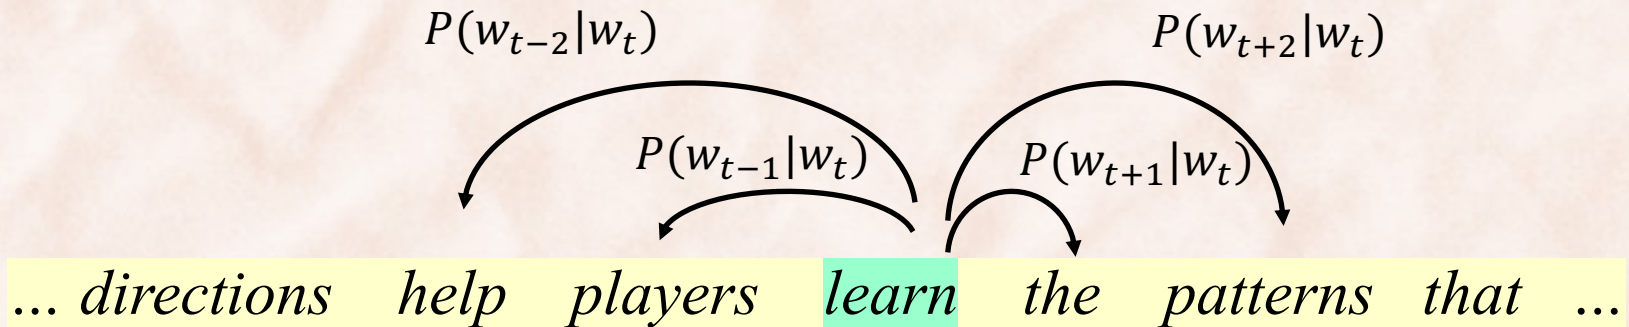 P(w_{t−2}|w_t) P(w_{t+2}|w_t)
P(w_{t−1}|w_t) P(w_{t+1}|w_t)
... directions help players learn the patterns that ...